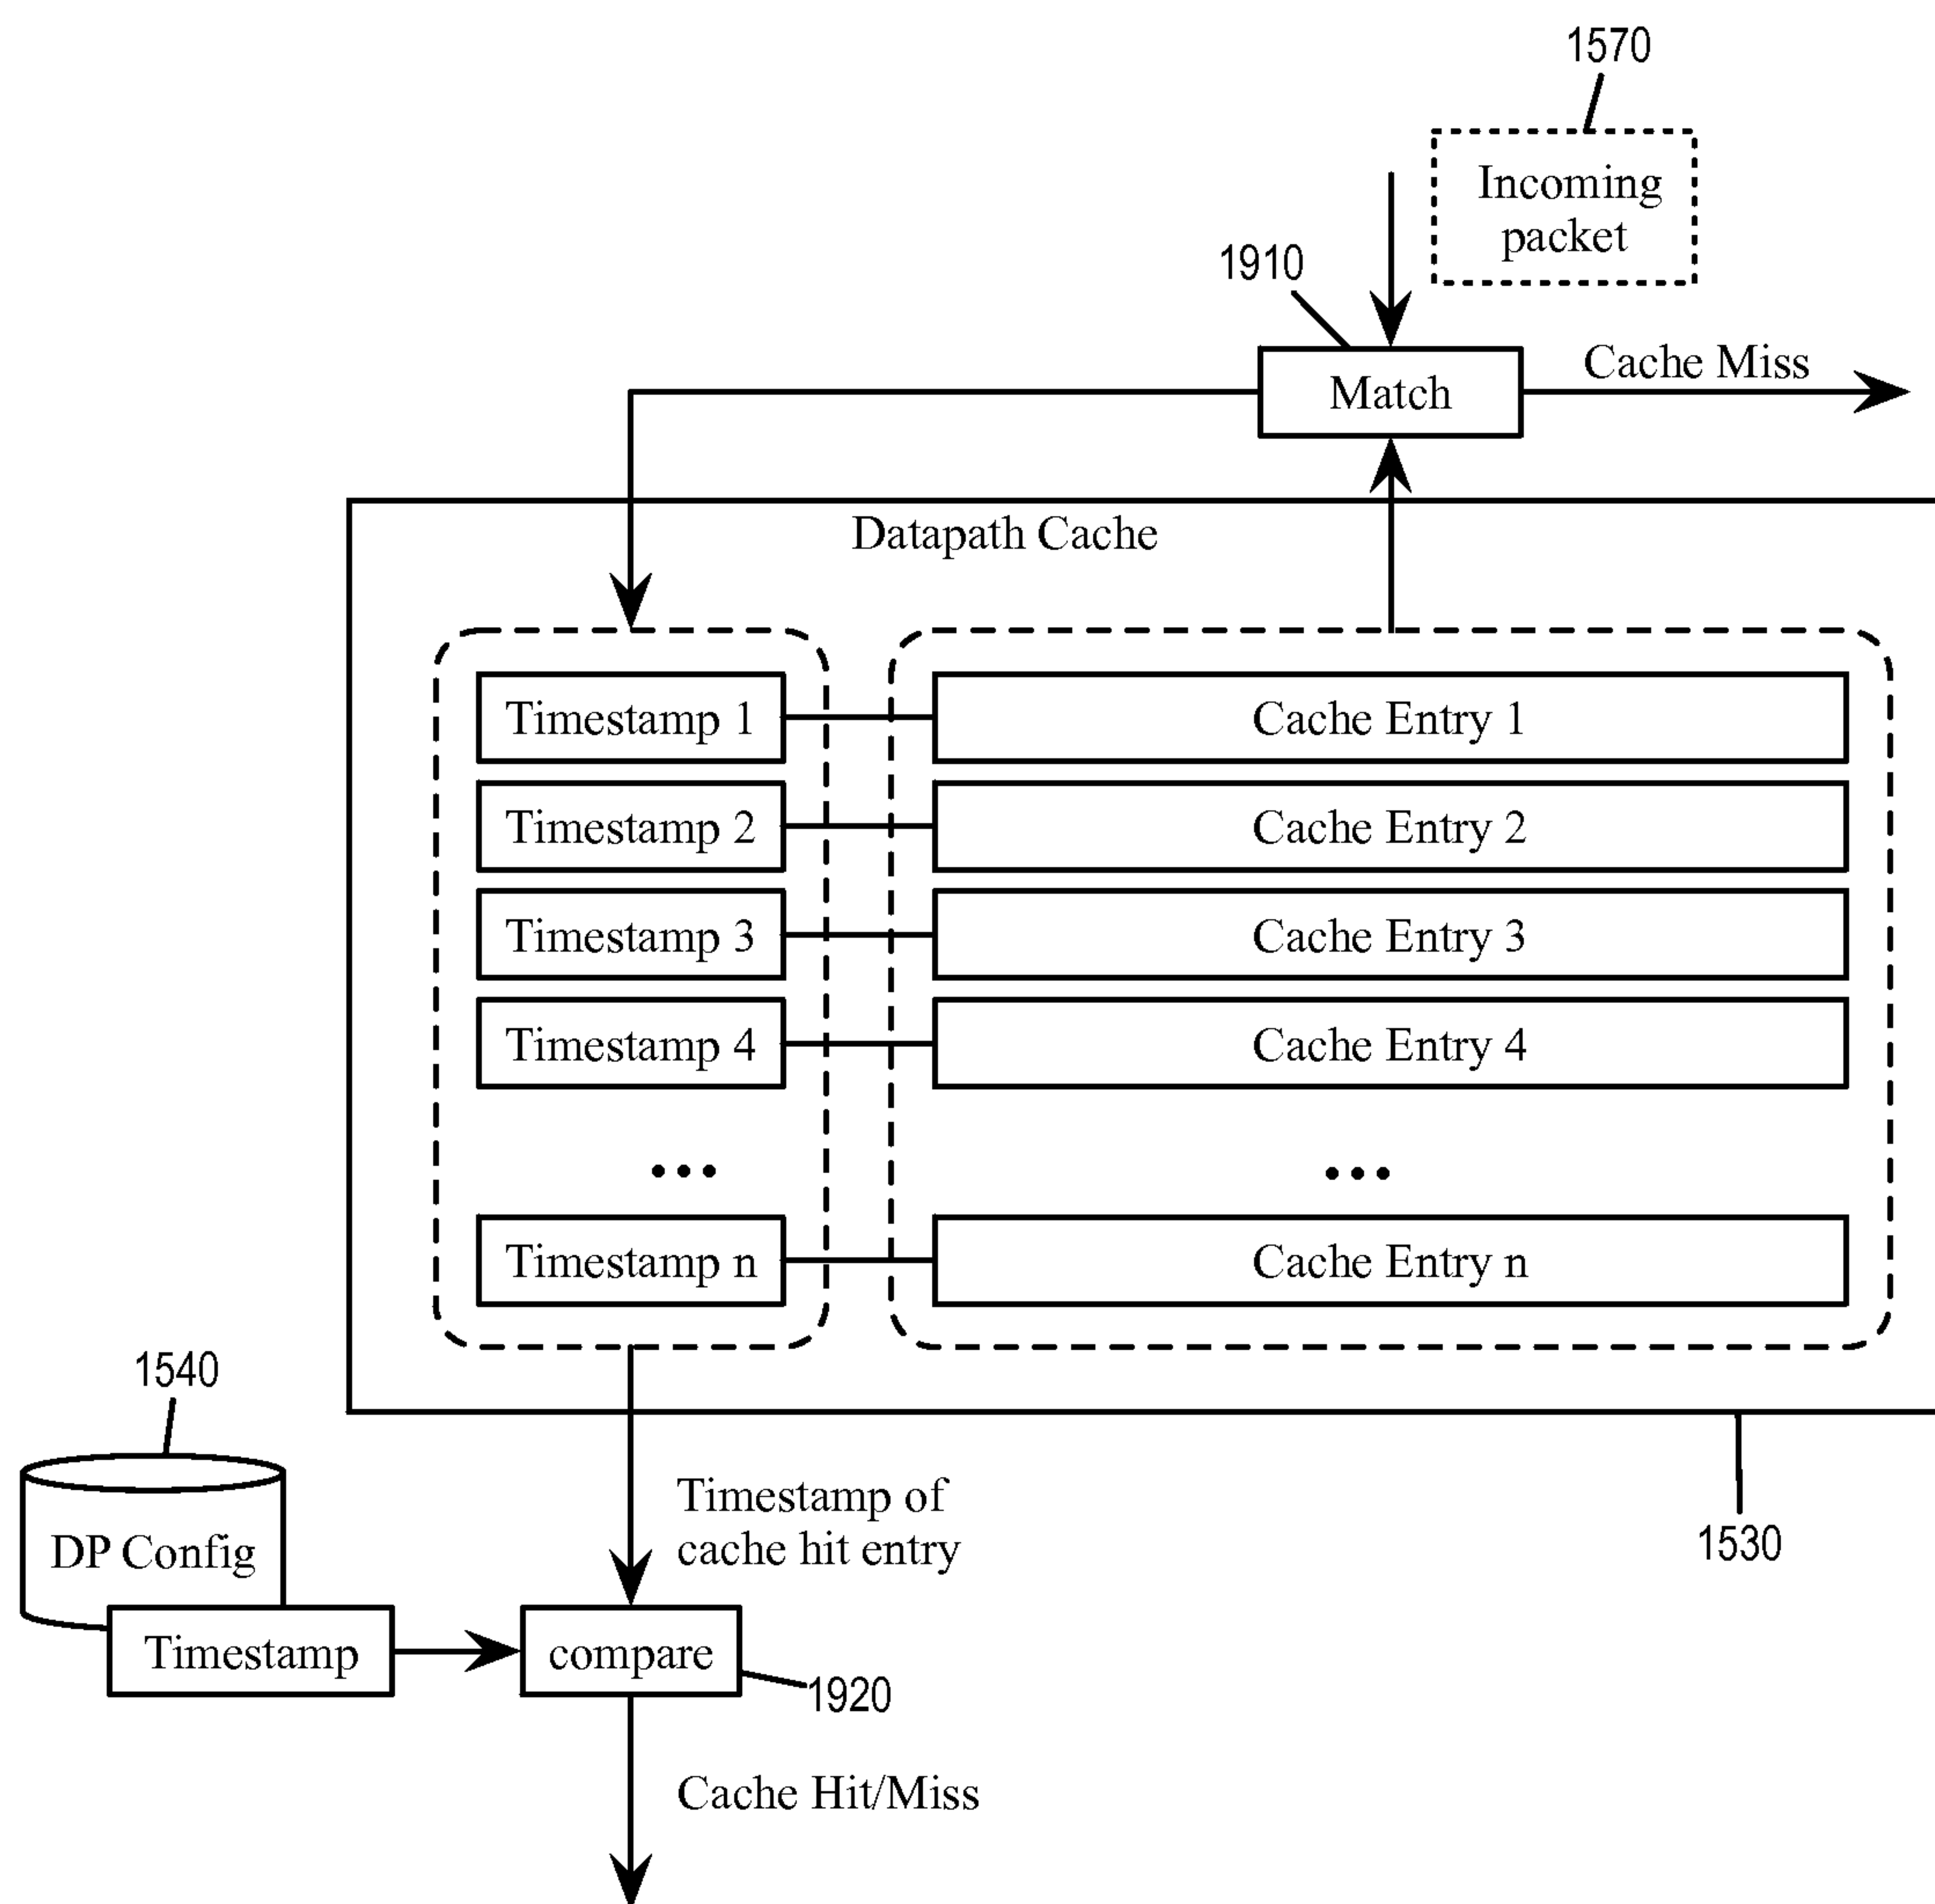 1570
Incoming
packet
1910
Match
Cache Miss
Datapath Cache
Timestamp 1
Cache Entry 1
Timestamp 2
Cache Entry 2
Timestamp 3
Cache Entry 3
Timestamp 4
Cache Entry 4
...
...
Timestamp n
Cache Entry n
1540
DP Config
Timestamp of
cache hit entry
1530
Timestamp
compare
1920
Cache Hit/Miss